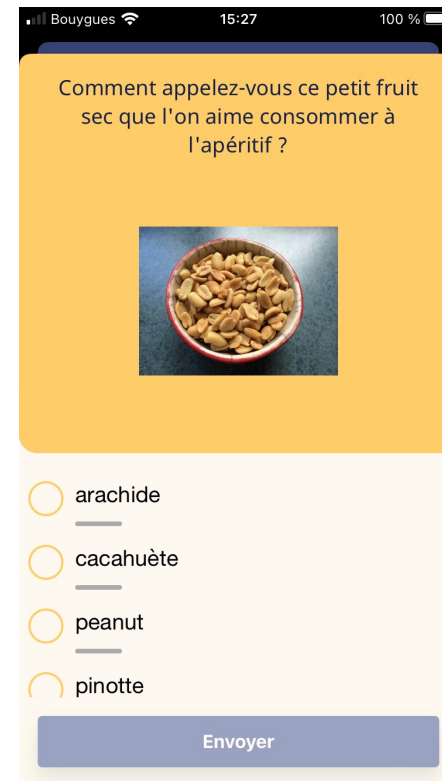 Bouygues 15:27 100 %
Comment appelez-vous ce petit fruit
sec que l'on aime consommer à
l'apéritif ?
arachide
cacahuète
peanut
pinotte
Envoyer